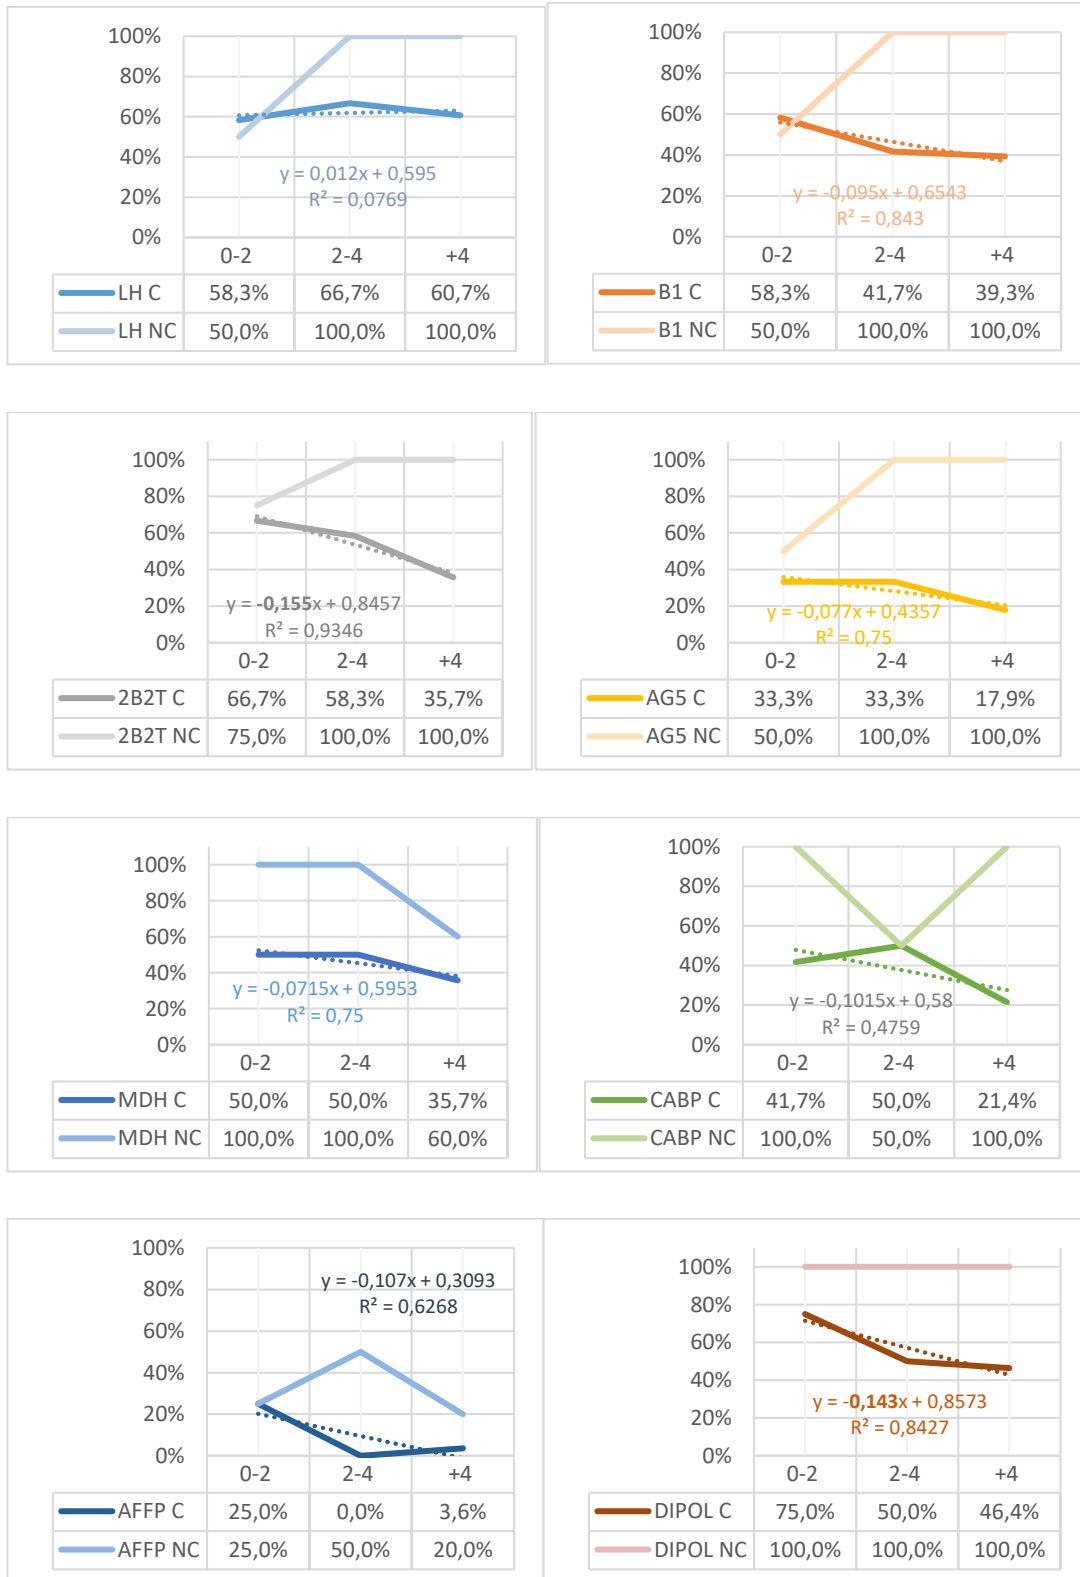 100%
80%
60%
40%
20%
0%
y = 0,012x + 0,595
R² = 0,0769
0-2 2-4 +4
LH C 58,3% 66,7% 60,7%
LH NC 50,0% 100,0% 100,0%
100%
80%
60%
40%
20%
0%
y = -0,095x + 0,6543
R² = 0,843
0-2 2-4 +4
B1 C 58,3% 41,7% 39,3%
B1 NC 50,0% 100,0% 100,0%
100%
80%
60%
40%
20%
0%
y = -0,155x + 0,8457
R² = 0,9346
0-2 2-4 +4
2B2T C 66,7% 58,3% 35,7%
2B2T NC 75,0% 100,0% 100,0%
100%
80%
60%
40%
20%
0%
y = -0,077x + 0,4357
R² = 0,75
0-2 2-4 +4
AG5 C 33,3% 33,3% 17,9%
AG5 NC 50,0% 100,0% 100,0%
100%
80%
60%
40%
20%
0%
y = -0,0715x + 0,5953
R² = 0,75
0-2 2-4 +4
MDH C 50,0% 50,0% 35,7%
MDH NC 100,0% 100,0% 60,0%
100%
80%
60%
40%
20%
0%
y = -0,1015x + 0,58
R² = 0,4759
0-2 2-4 +4
CABP C 41,7% 50,0% 21,4%
CABP NC 100,0% 50,0% 100,0%
100%
80%
60%
40%
20%
0%
y = -0,107x + 0,3093
R² = 0,6268
0-2 2-4 +4
AFFP C 25,0% 0,0% 3,6%
AFFP NC 25,0% 50,0% 20,0%
100%
80%
60%
40%
20%
0%
y = -0,143x + 0,8573
R² = 0,8427
0-2 2-4 +4
DIPOL C 75,0% 50,0% 46,4%
DIPOL NC 100,0% 100,0% 100,0%